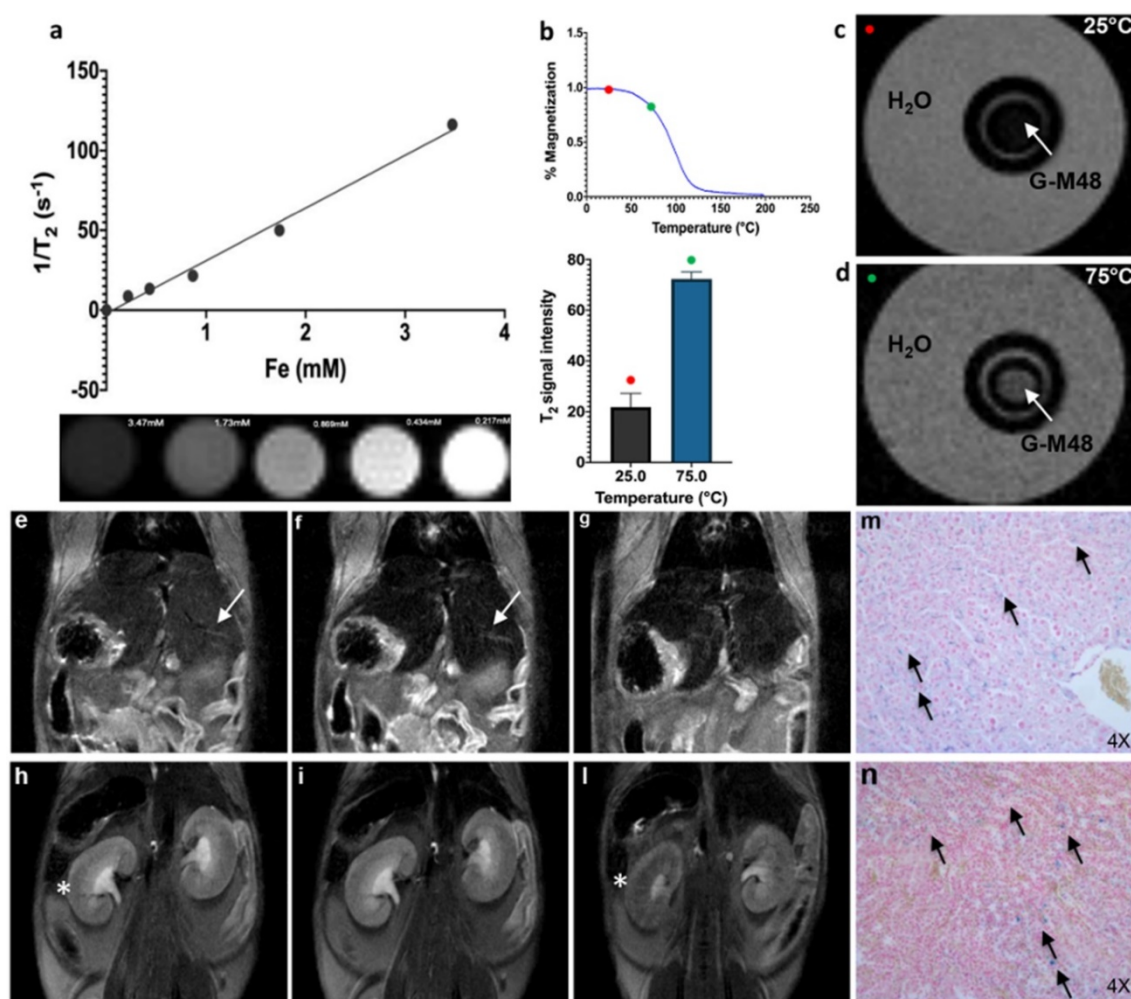 a
150
100
50
0
-50
1/T2 (s-1)
1
2
3
4
Fe (mM)
3.47mM
1.73mM
0.869mM
0.434mM
0.217mM
b
1.5
1.0
0.5
0.0
% Magnetization
0
50
100
150
200
250
Temperature (°C)
80
60
40
20
0
T2 signal intensity
25.0
75.0
Temperature (°C)
c
25°C
H2O
G-M48
d
75°C
H2O
G-M48
e
f
g
m
4X
h
*
i
l
*
n
4X